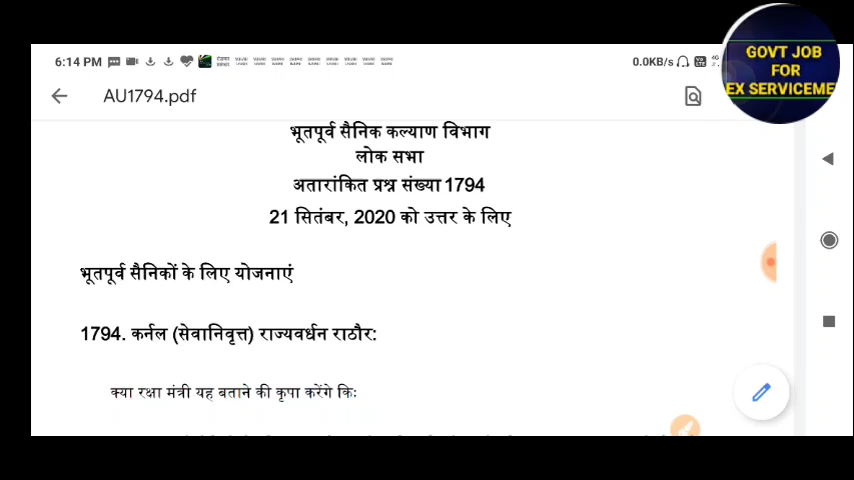 6:14 PM
0.0KB/s
GOVT JOB
FOR
EX SERVICEME
AU1794.pdf
भूतपूर्व सैनिक कल्याण विभाग
लोक सभा
अतारांकित प्रश्न संख्या 1794
21 सितंबर, 2020 को उत्तर के लिए
भूतपूर्व सैनिकों के लिए योजनाएं
1794. कर्नल (सेवानिवृत्त) राज्यवर्धन राठौर:
क्या रक्षा मंत्री यह बताने की कृपा करेंगे कि: